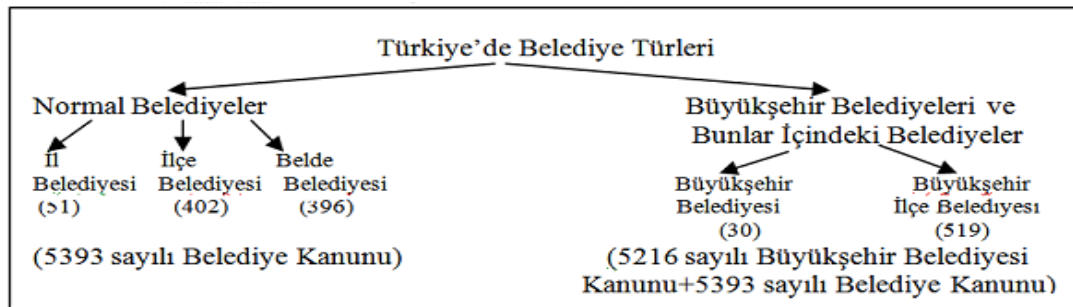 Türkiye’de Belediye Türleri
Normal Belediyeler
Büyükşehir Belediyeleri ve
Bunlar İçindeki Belediyeler
İl
Belediyesi
(51)
İlçe
Belediyesi
(402)
Belde
Belediyesi
(396)
Büyükşehir
Belediyesi
(30)
Büyükşehir
İlçe Belediyesi
(519)
(5393 sayılı Belediye Kanunu)
(5216 sayılı Büyükşehir Belediyesi
Kanunu+5393 sayılı Belediye Kanunu)